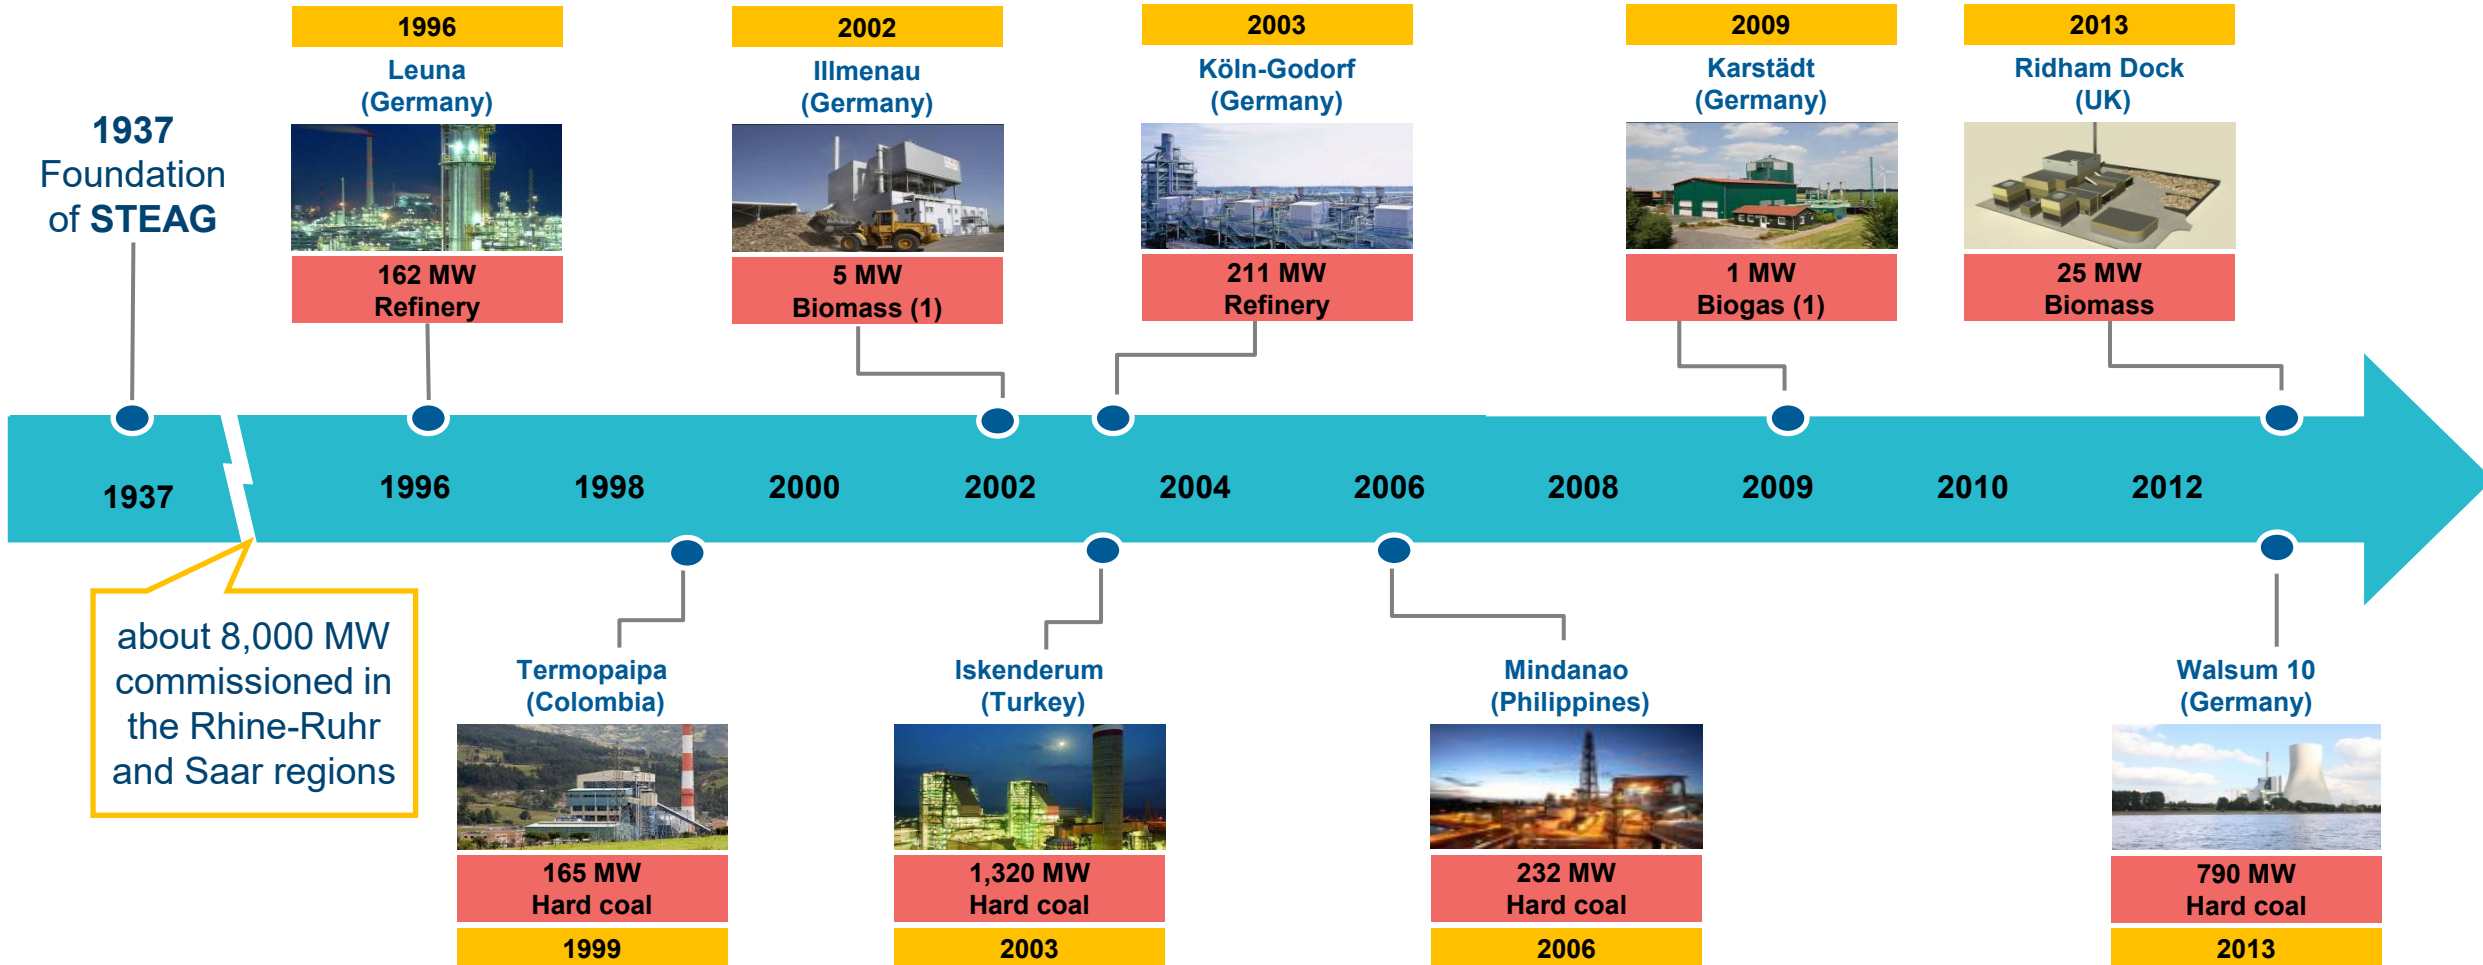 1996
Leuna
(Germany)
162 MW
Refinery
2002
Illmenau
(Germany)
5 MW
Biomass (1)
2003
Köln-Godorf
(Germany)
211 MW
Refinery
2009
Karstädt
(Germany)
1 MW
Biogas (1)
2013
Ridham Dock
(UK)
25 MW
Biomass
1937
Foundation
of STEAG
1937
1996
1998
2000
2002
2004
2006
2008
2009
2010
2012
about 8,000 MW
commissioned in
the Rhine-Ruhr
and Saar regions
Termopaipa
(Colombia)
165 MW
Hard coal
1999
Iskenderum
(Turkey)
1,320 MW
Hard coal
2003
Mindanao
(Philippines)
232 MW
Hard coal
2006
Walsum 10
(Germany)
790 MW
Hard coal
2013